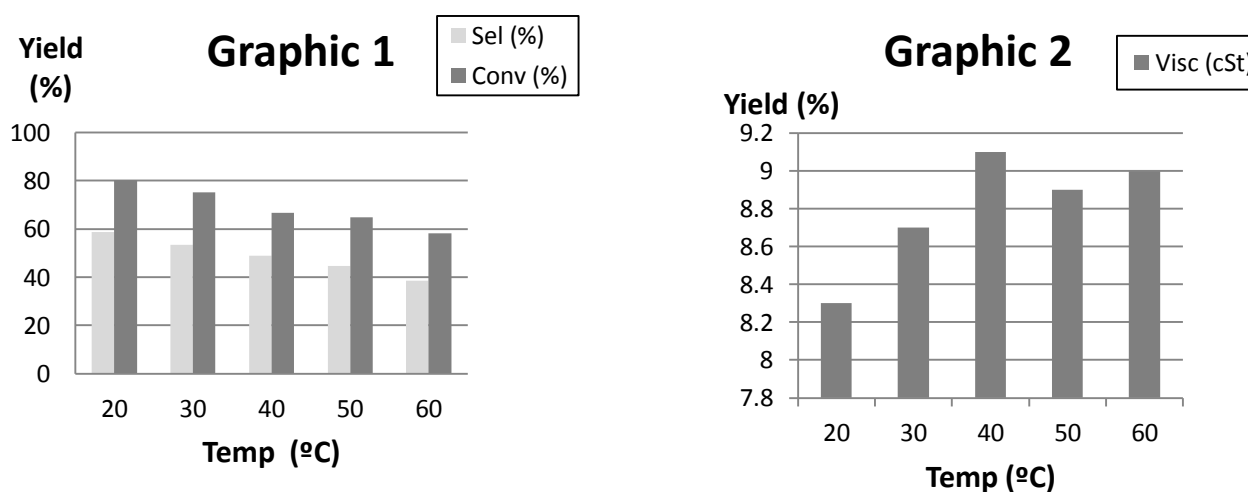 Graphic 1
Sel (%)
Conv (%)
Yield
(%)
100
80
60
40
20
0
20 30 40 50 60
Temp (ºC)
Graphic 2
Visc (cSt)
Yield (%)
9.2
9
8.8
8.6
8.4
8.2
8
7.8
20 30 40 50 60
Temp (ºC)